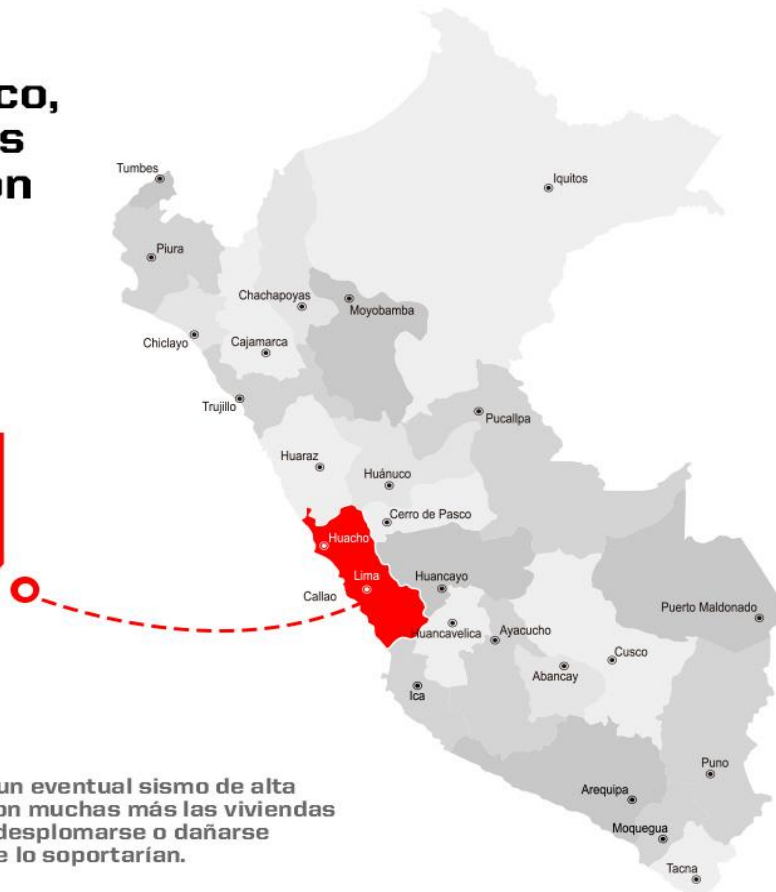 co,
s
ón
Tumbes
Iquitos
Piura
Chachapoyas
Moyobamba
Chiclayo
Cajamarca
Trujillo
Pucallpa
Huaraz
Huánuco
Cerro de Pasco
Huacho
Lima
Huancayo
Callao
Puerto Maldonado
Huancavelica
Ayacucho
Cusco
Abancay
Ica
Puno
un eventual sismo de alta
on muchas más las viviendas
desplomarse o dañarse
e lo soportarían.
Arequipa
Moquegua
Tacna